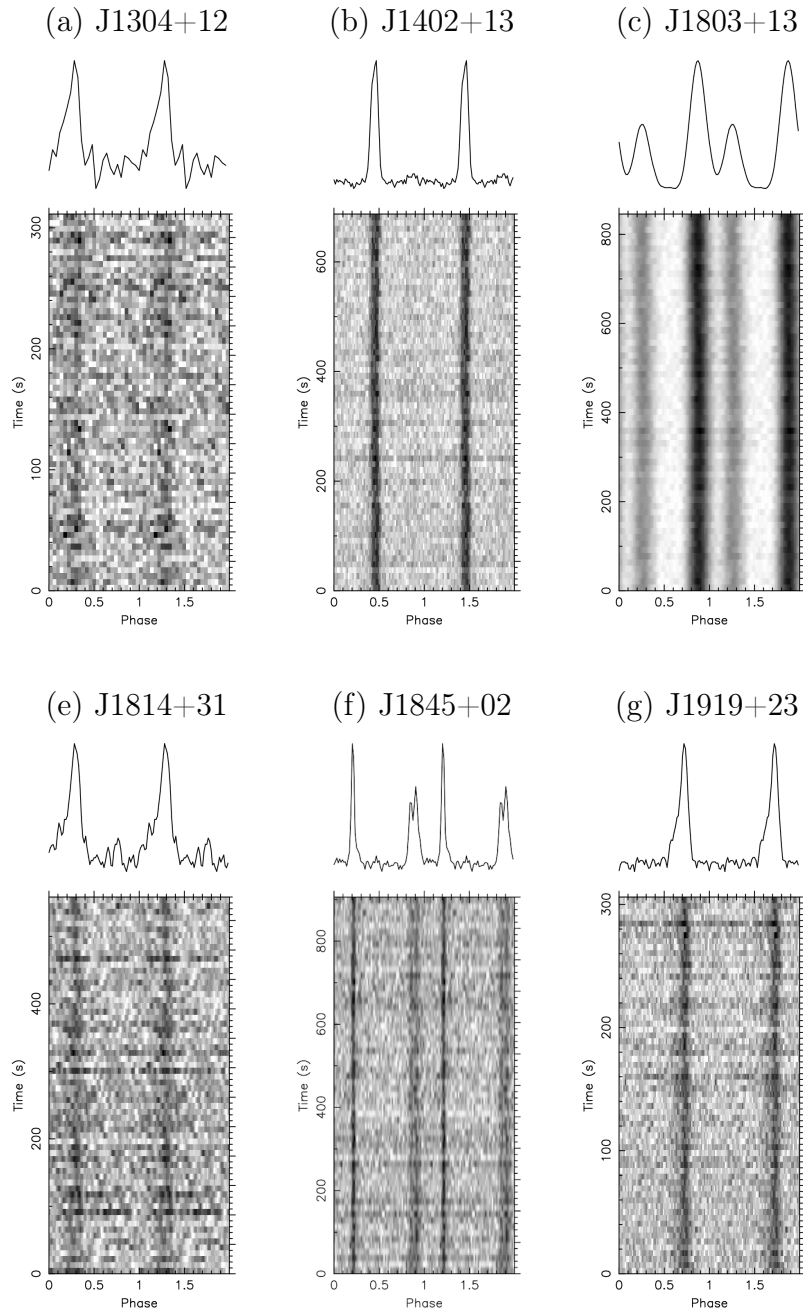 (a) J1304+12
(b) J1402+13
(c) J1803+13
Time (s)
0 100 200 300
0 0.5 1 1.5
Phase
Time (s)
0 200 400 600
0 0.5 1 1.5
Phase
Time (s)
0 200 400 600 800
0 0.5 1 1.5
Phase
(e) J1814+31
(f) J1845+02
(g) J1919+23
Time (s)
0 200 400
0 0.5 1 1.5
Phase
Time (s)
0 200 400 600 800
0 0.5 1 1.5
Phase
Time (s)
0 100 200 300
0 0.5 1 1.5
Phase